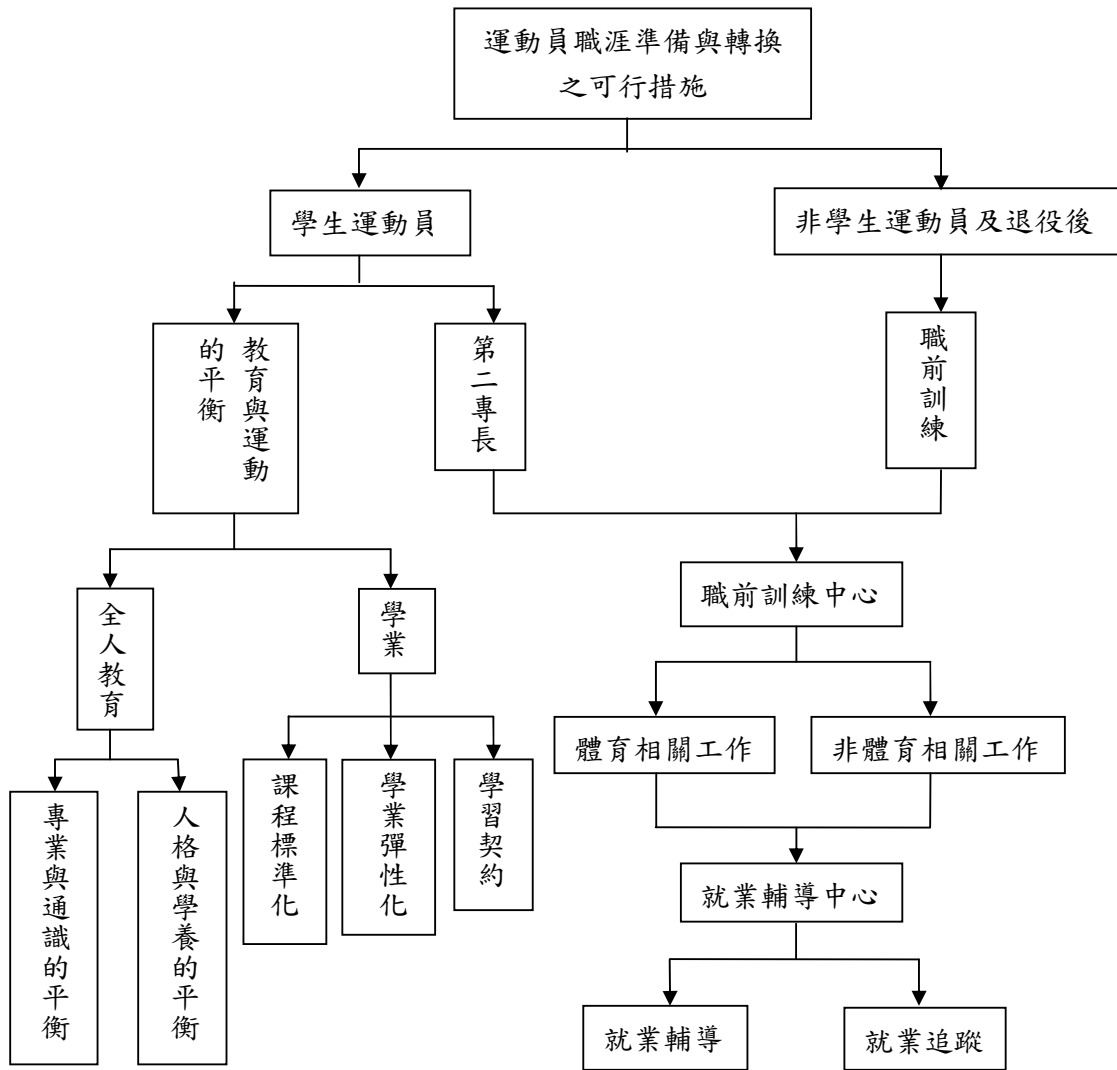 運動員職涯準備與轉換
之可行措施
學生運動員
非學生運動員及退役後
教育與運動
的平衡
第二專長
職前訓練
職前訓練中心
全人教育
學業
體育相關工作
非體育相關工作
專業與通識的平衡
人格與學養的平衡
課程標準化
學業彈性化
學習契約
就業輔導中心
就業輔導
就業追蹤